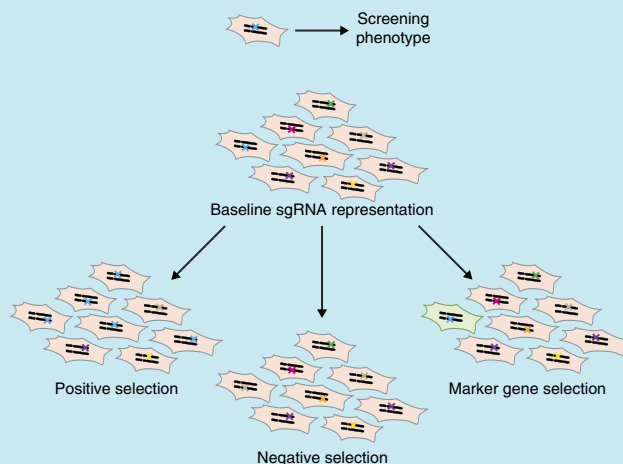 Screening
phenotype
Baseline sgRNA representation
Positive selection
Negative selection
Marker gene selection